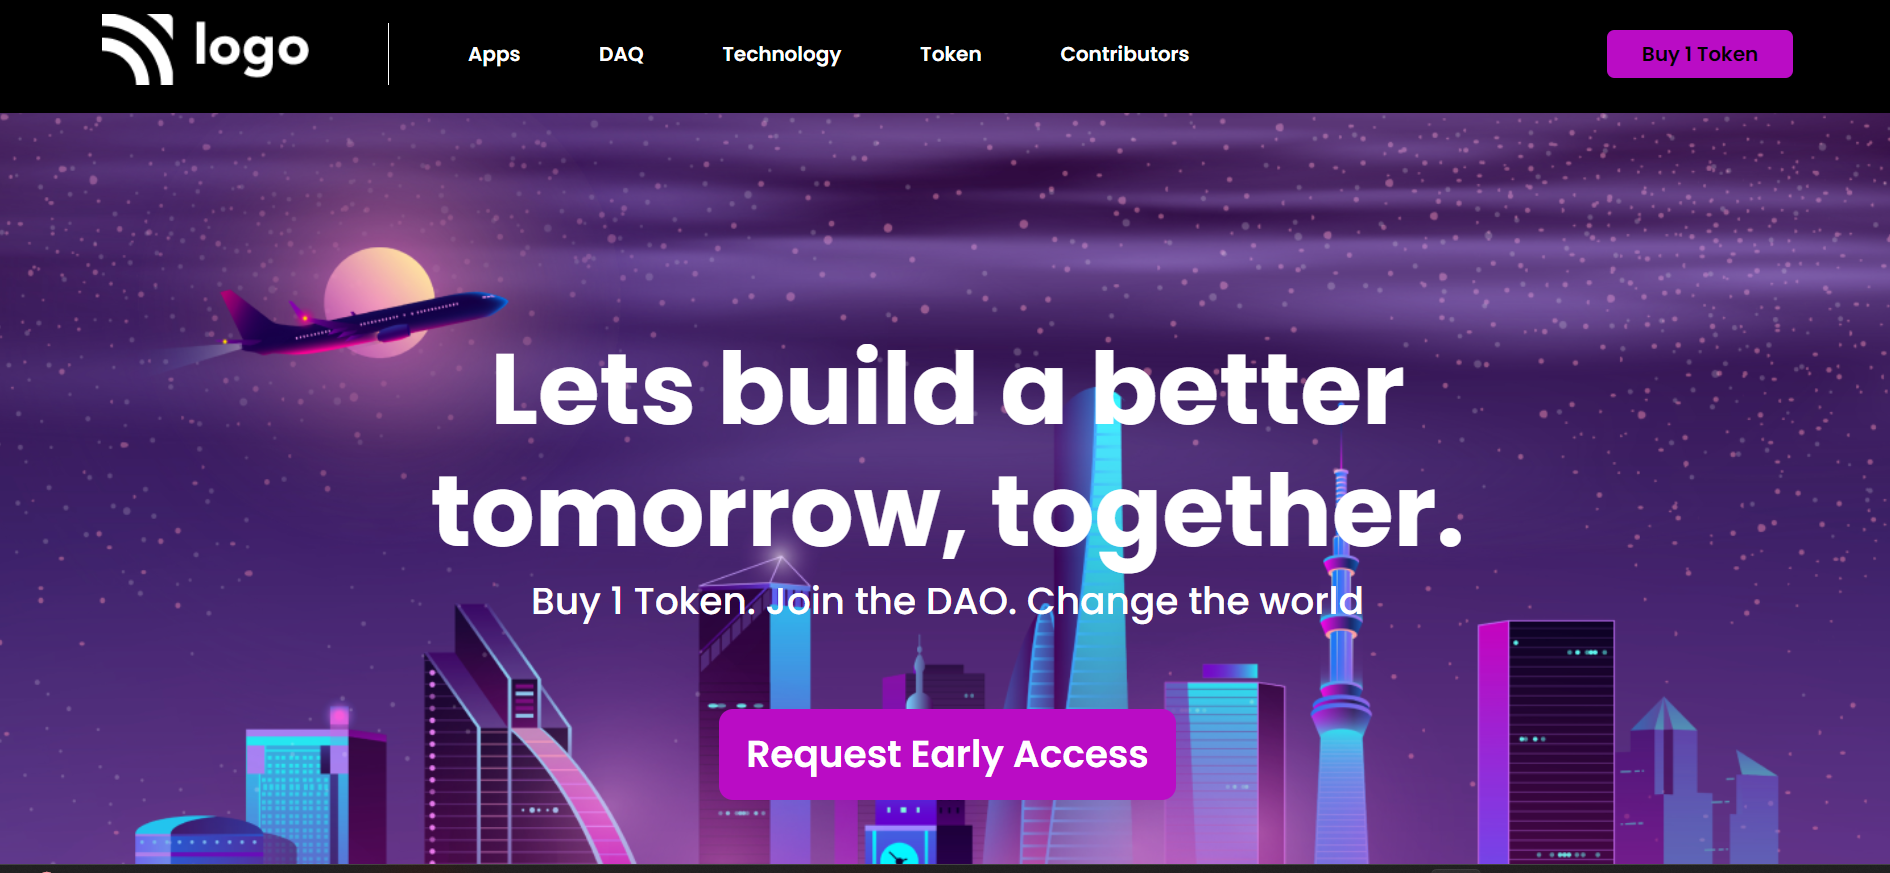 logo
Apps
DAQ
Technology
Token
Contributors
Buy 1 Token
Lets build a better
tomorrow, together.
Buy 1 Token. Join the DAO. Change the world
Request Early Access